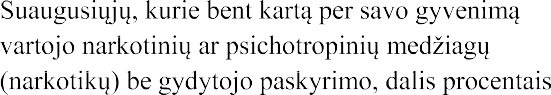 Suaugusiųjų, kurie bent kartą per savo gyvenimą
vartojo narkotinių ar psichotropinių medžiagų
(narkotikų) be gydytojo paskyrimo, dalis procentais